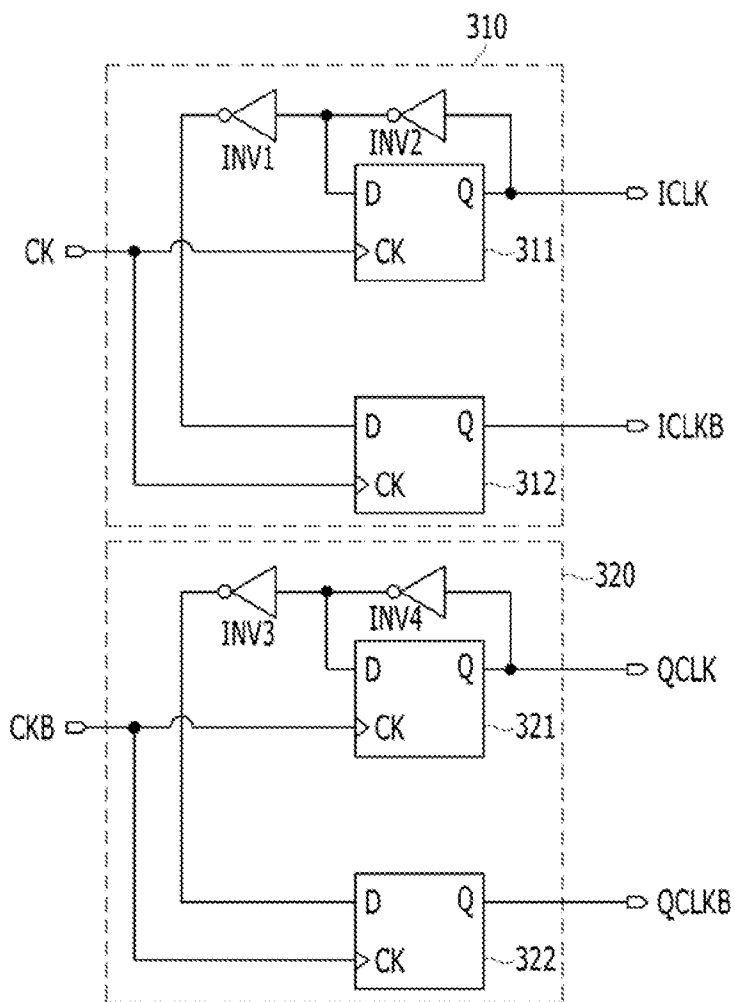 310
INV1
INV2
D
Q
ICLK
CK
CK
311
D
Q
ICLKB
CK
312
320
INV3
INV4
D
Q
QCLK
CKB
CK
321
D
Q
QCLKB
CK
322